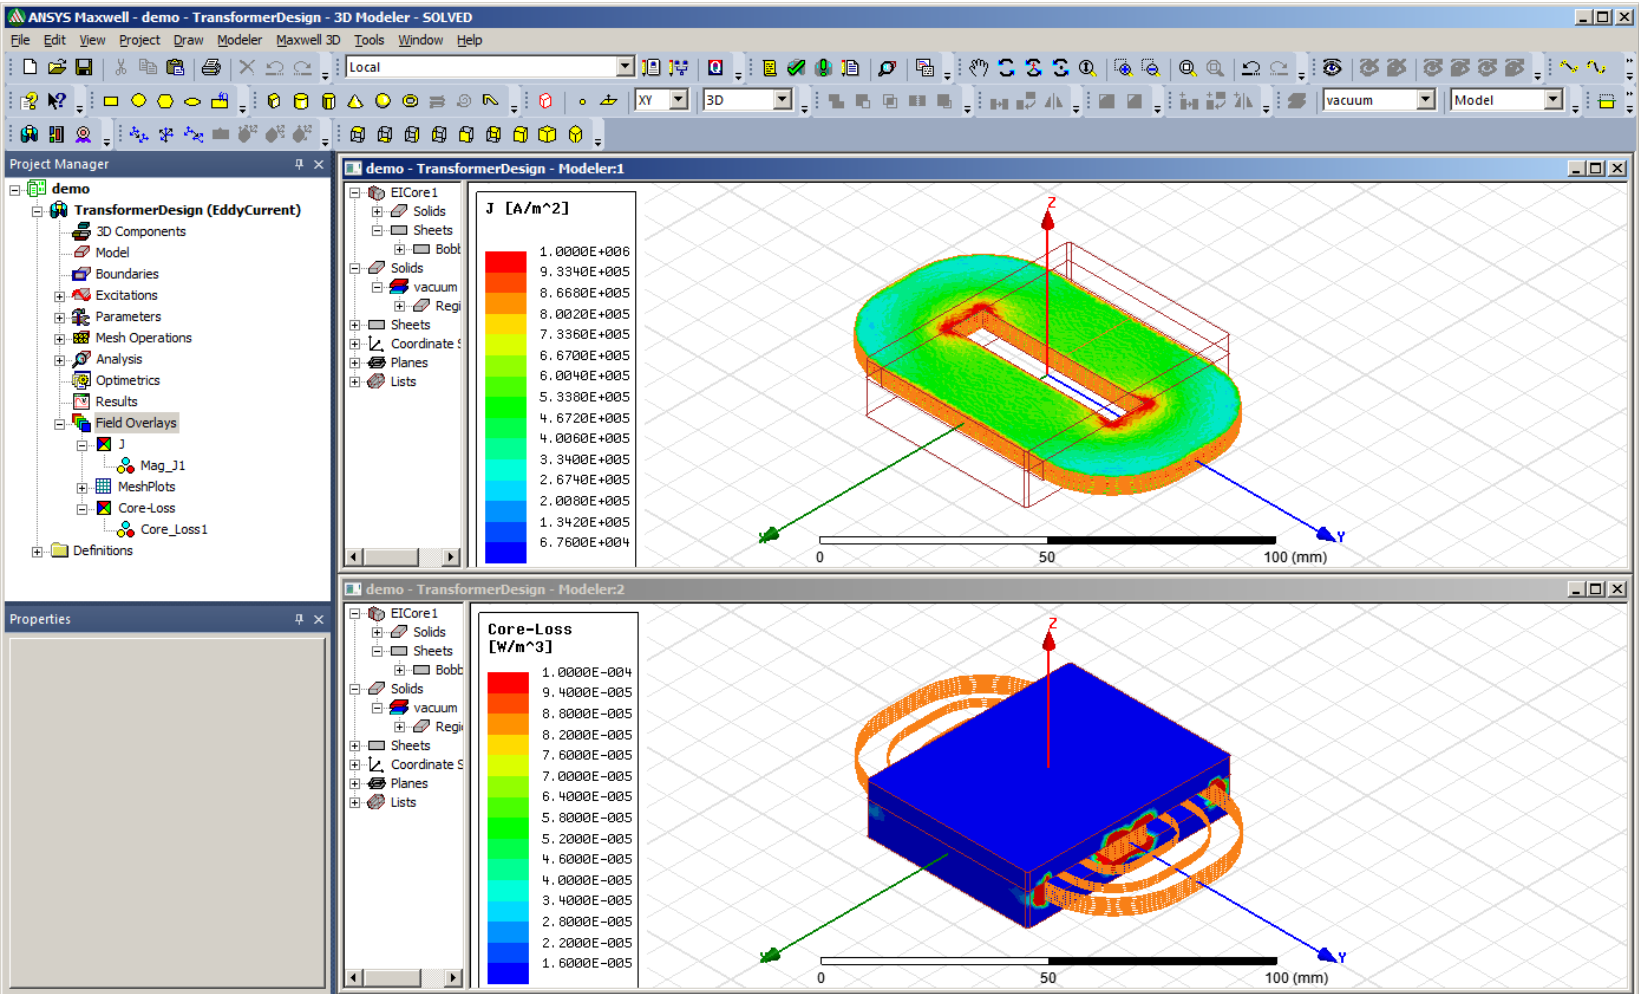 ANSYS Maxwell - demo - TransformerDesign - 3D Modeler - SOLVED
File Edit View Project Draw Modeler Maxwell 3D Tools Window Help
Local
XY 3D vacuum Model
Project Manager
demo
TransformerDesign (EddyCurrent)
3D Components
Model
Boundaries
Excitations
Parameters
Mesh Operations
Analysis
Optimetrics
Results
Field Overlays
J
Mag_J1
MeshPlots
Core-Loss
Core_Loss1
Definitions
Properties
demo - TransformerDesign - Modeler:1
EICore1
Solids
Sheets
Bobb
Solids
vacuum
Regi
Sheets
Coordinate S
Planes
Lists
J [A/m^2]
1.0000E+006
9.3340E+005
8.6680E+005
8.0020E+005
7.3360E+005
6.6700E+005
6.0040E+005
5.3380E+005
4.6720E+005
4.0060E+005
3.3400E+005
2.6740E+005
2.0080E+005
1.3420E+005
6.7600E+004
Z
Y
0 50 100 (mm)
demo - TransformerDesign - Modeler:2
EICore1
Solids
Sheets
Bobb
Solids
vacuum
Regi
Sheets
Coordinate S
Planes
Lists
Core-Loss
[W/m^3]
1.0000E-004
9.4000E-005
8.8000E-005
8.2000E-005
7.6000E-005
7.0000E-005
6.4000E-005
5.8000E-005
5.2000E-005
4.6000E-005
4.0000E-005
3.4000E-005
2.8000E-005
2.2000E-005
1.6000E-005
Z
Y
0 50 100 (mm)